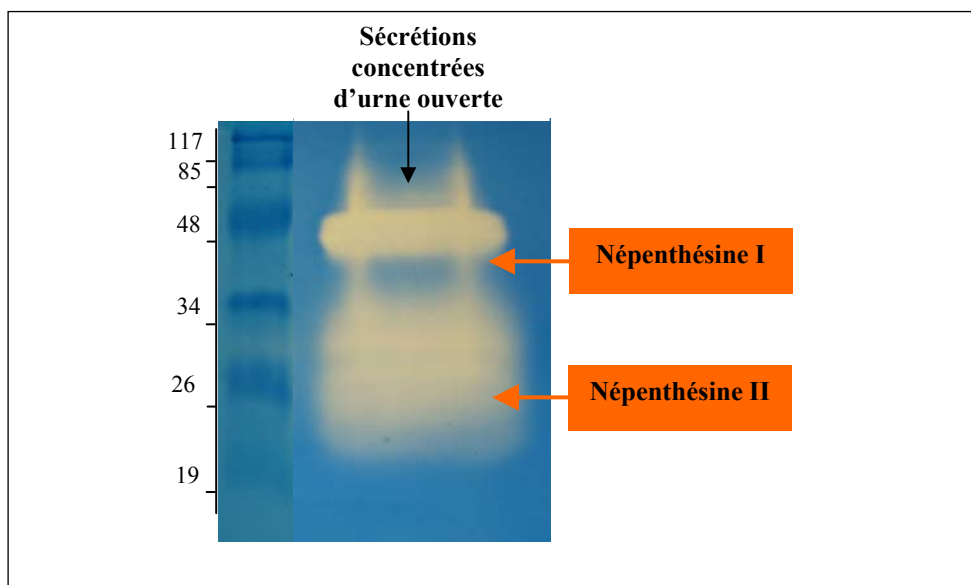 Sécrétions
concentrées
d'urne ouverte
117
85
48
Népenthésine I
34
26
Népenthésine II
19